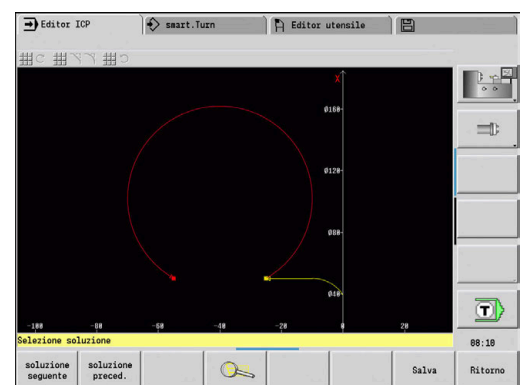 Editor ICP
smart.Turn
Editor utensile
X
Ø160
Ø120
Ø80
Ø40
-100 -80 -60 -40 -20 0 20
Selezione soluzione
08:10
T
soluzione seguente
soluzione preced.
Salva
Ritorno